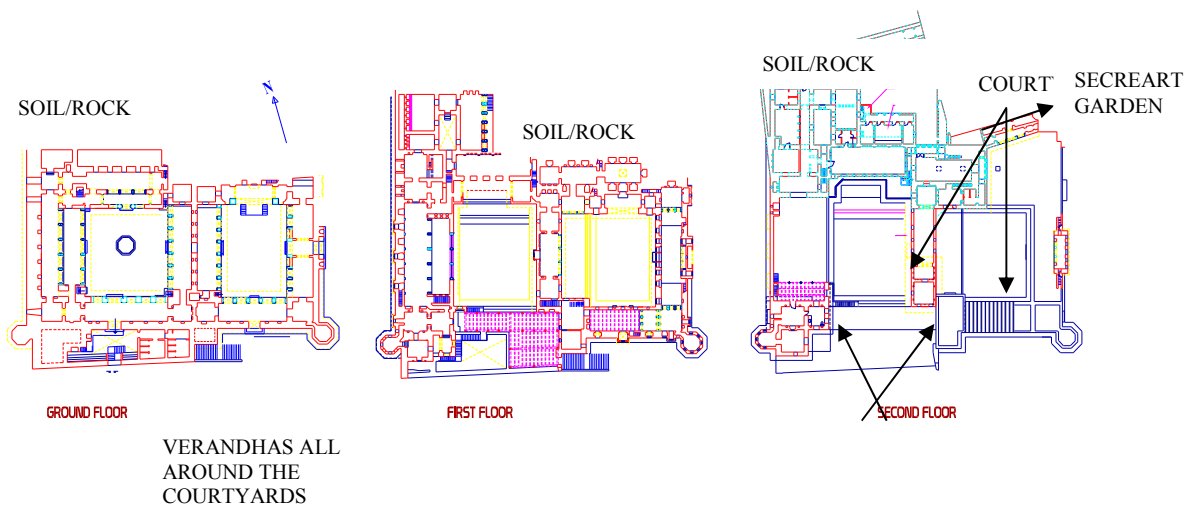 SOIL/ROCK
N
SOIL/ROCK
SOIL/ROCK
COURT
SECREART
GARDEN
GROUND FLOOR
FIRST FLOOR
SECOND FLOOR
VERANDHAS ALL
AROUND THE
COURTYARDS